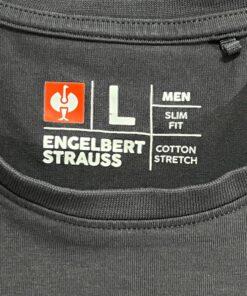 L
MEN
SLIM
FIT
ENGELBERT
STRAUSS
COTTON
STRETCH